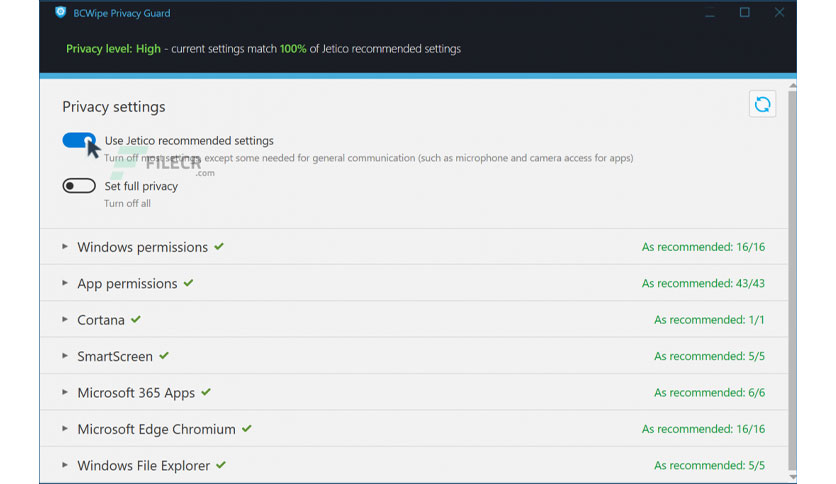 BCWipe Privacy Guard
Privacy level: High - current settings match 100% of Jetico recommended settings
Privacy settings
Use Jetico recommended settings
Turn off most settings, except some needed for general communication (such as microphone and camera access for apps)
FILECR
.com
Set full privacy
Turn off all
Windows permissions As recommended: 16/16
App permissions As recommended: 43/43
Cortana As recommended: 1/1
SmartScreen As recommended: 5/5
Microsoft 365 Apps As recommended: 6/6
Microsoft Edge Chromium As recommended: 16/16
Windows File Explorer As recommended: 5/5